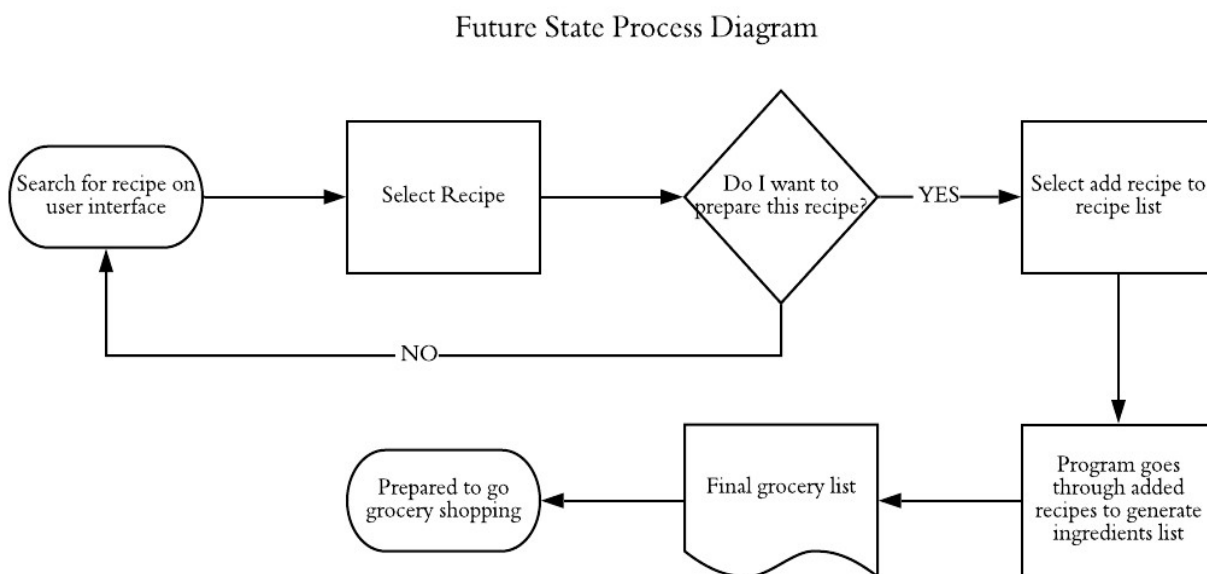 Future State Process Diagram
Search for recipe on
user interface
Select Recipe
Do I want to
prepare this recipe?
YES
Select add recipe to
recipe list
NO
Prepared to go
grocery shopping
Final grocery list
Program goes
through added
recipes to generate
ingredients list